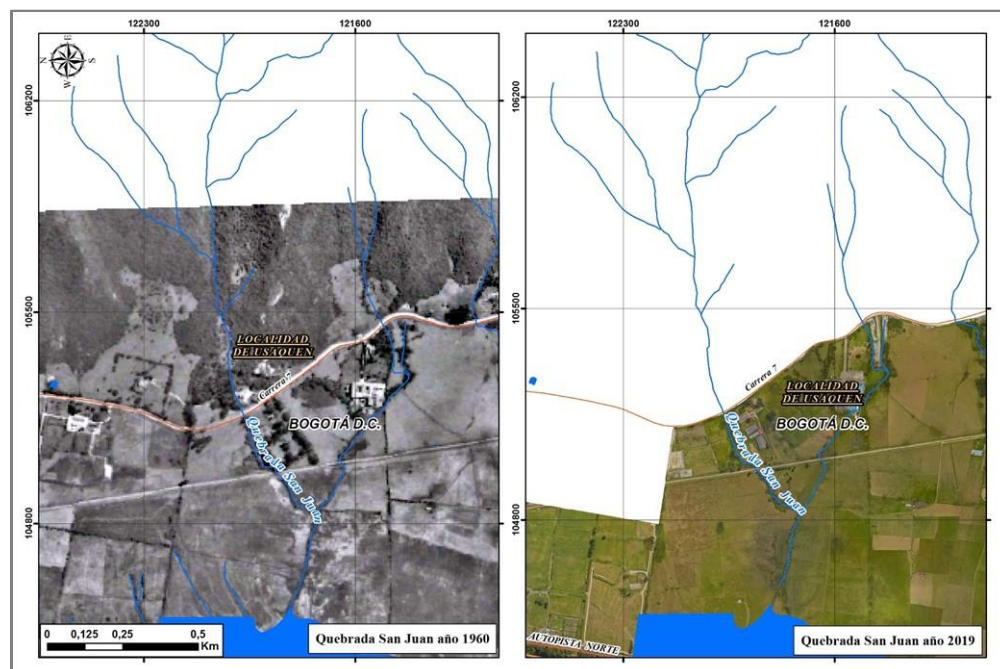 122300
121600
122300
121600
N
E
S
W
106200
105500
104800
106200
105500
104800
LOCALIDAD
DE USAQUEN
Carrera 7
BOGOTÁ D.C.
Quebrada San Juan
0 0,125 0,25 0,5
Km
Quebrada San Juan año 1960
Carrera 7
LOCALIDAD
DE USAQUEN
BOGOTÁ D.C.
Quebrada San Juan
AUTOPISTA NORTE
Quebrada San Juan año 2019